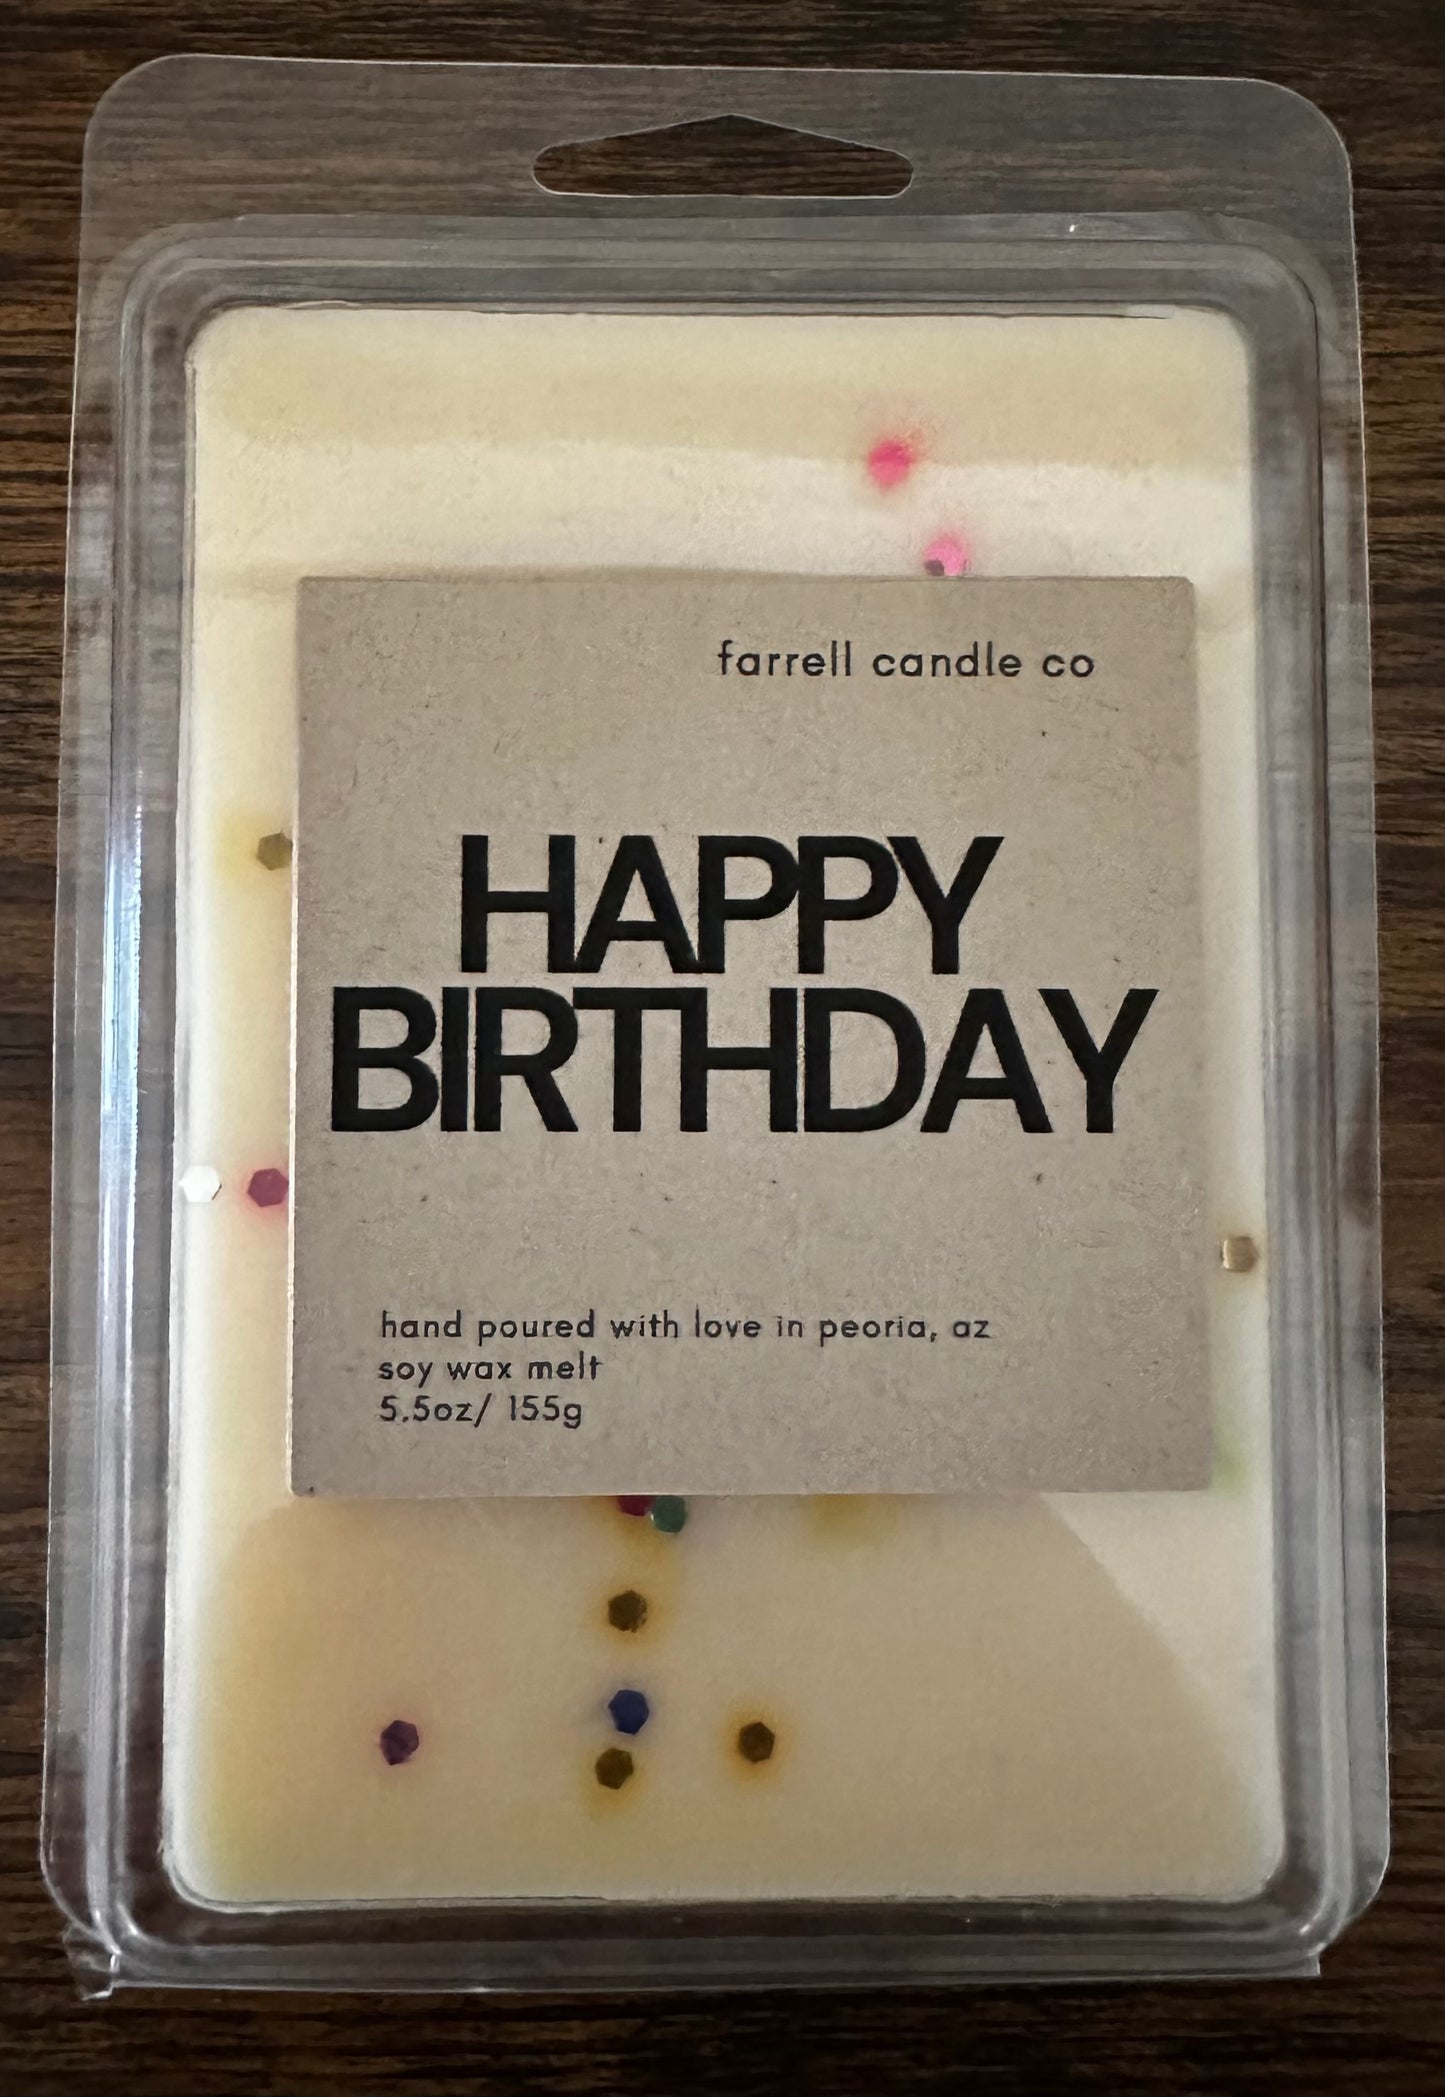 farrell candle co
HAPPY
BIRTHDAY
hand poured with love in peoria, az
soy wax melt
5.5oz/ 155g